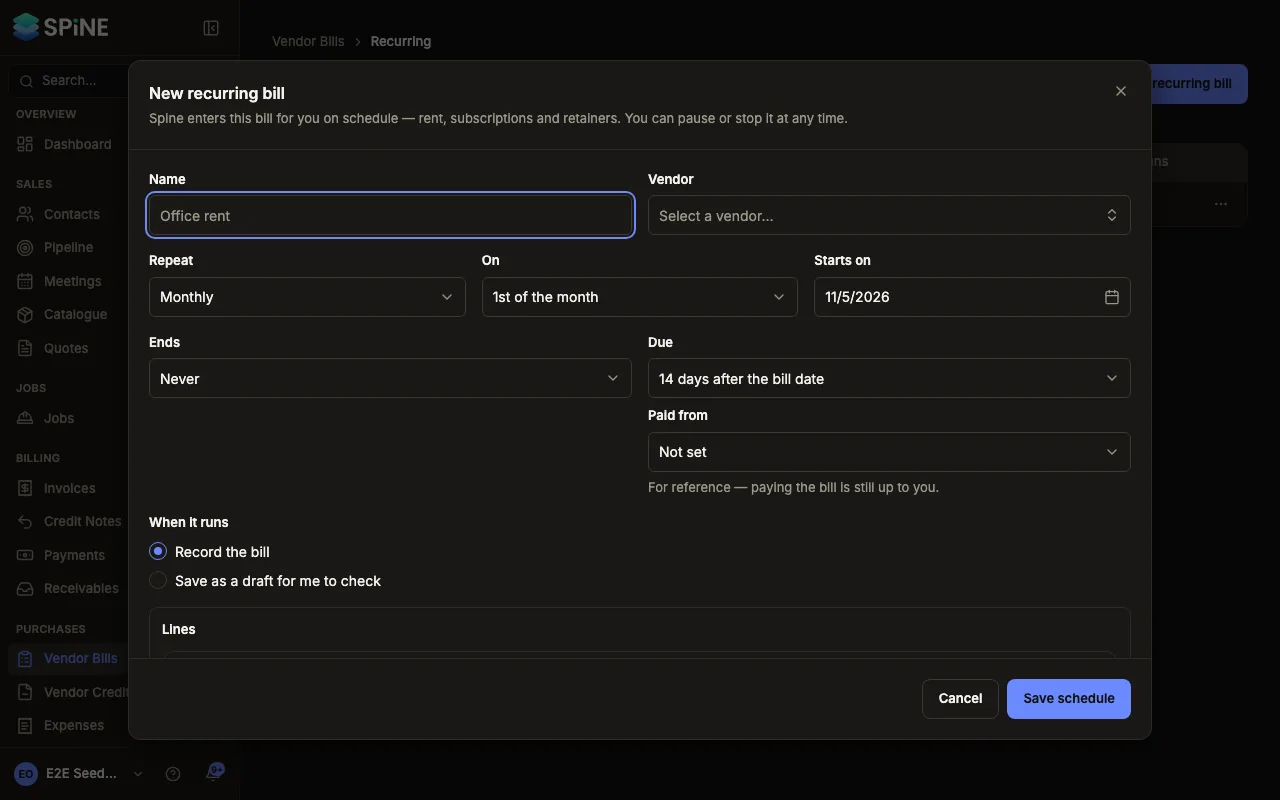 SPiNE
Vendor Bills > Recurring
Search...
recurring bill
OVERVIEW
Dashboard
SALES
Contacts
Pipeline
Meetings
Catalogue
Quotes
JOBS
Jobs
BILLING
Invoices
Credit Notes
Payments
Receivables
PURCHASES
Vendor Bills
Vendor Credit
Expenses
EO E2E Seed...
9+
New recurring bill
Spine enters this bill for you on schedule — rent, subscriptions and retainers. You can pause or stop it at any time.
Name
Office rent
Vendor
Select a vendor...
Repeat
Monthly
On
1st of the month
Starts on
11/5/2026
Ends
Never
Due
14 days after the bill date
Paid from
Not set
For reference — paying the bill is still up to you.
When it runs
Record the bill
Save as a draft for me to check
Lines
Cancel
Save schedule